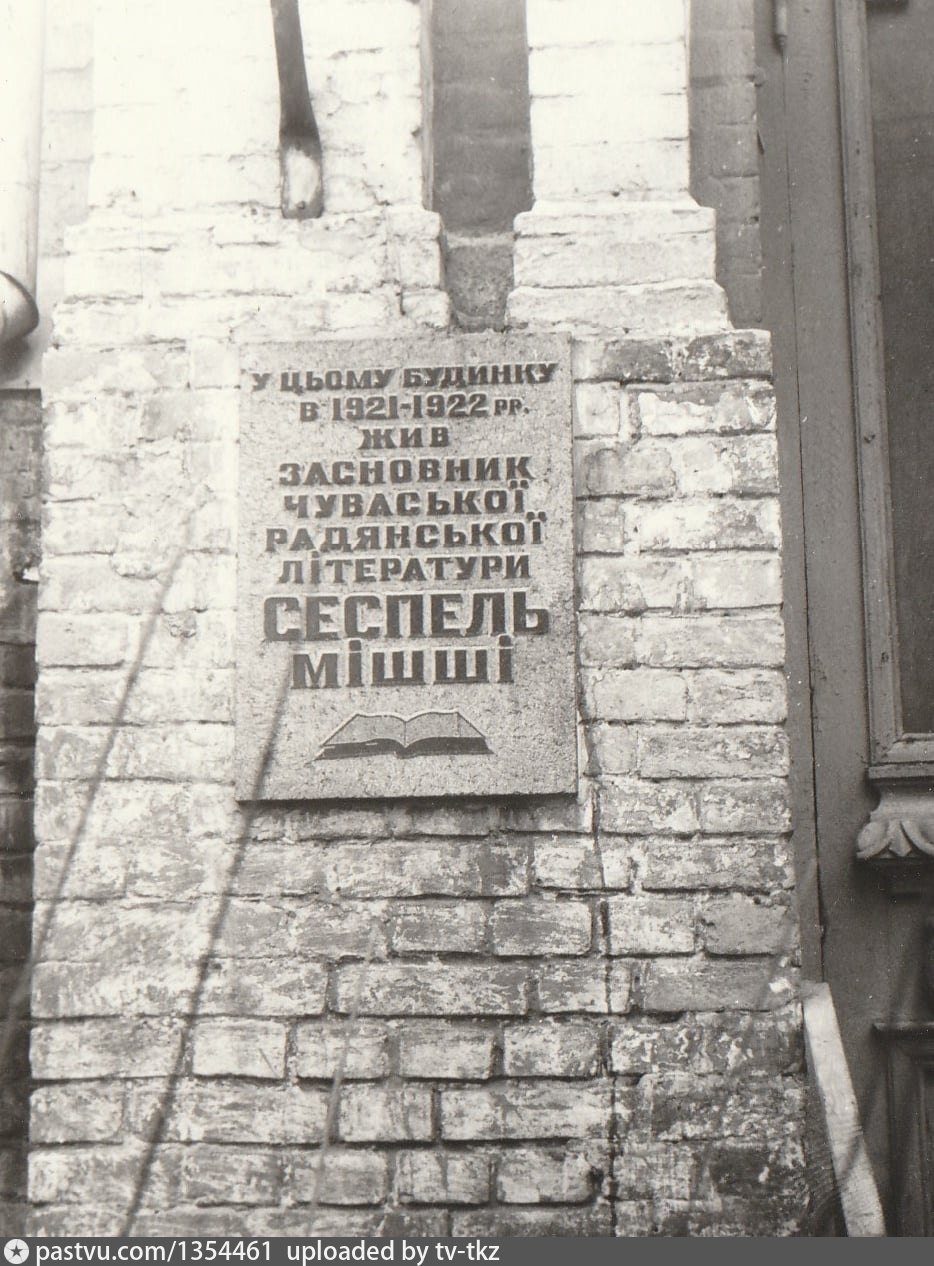 У ЦЬОМУ БУДИНКУ
В 1921-1922 РР.
ЖИВ
ЗАСНОВНИК
ЧУВАСЬКОЇ
РАДЯНСЬКОЇ
ЛІТЕРАТУРИ
СЕСПЕЛЬ
МІШШІ
pastvu.com/1354461 uploaded by tv-tkz